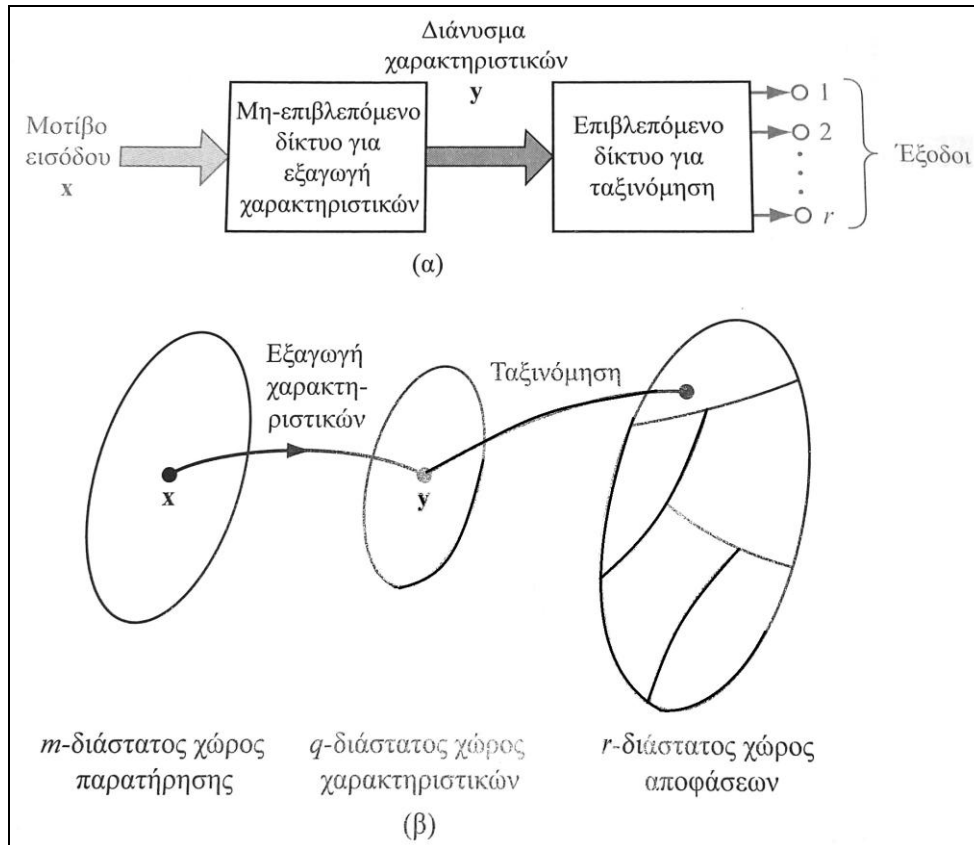 Διάνυσμα
χαρακτηριστικών
y
Μοτίβο
εισόδου
x
Μη-επιβλεπόμενο
δίκτυο για
εξαγωγή
χαρακτηριστικών
Επιβλεπόμενο
δίκτυο για
ταξινόμηση
1
2
r
Έξοδοι
(α)
Εξαγωγή
χαρακτη-
ριστικών
Ταξινόμηση
x
y
m-διάστατος χώρος
παρατήρησης
q-διάστατος χώρος
χαρακτηριστικών
r-διάστατος χώρος
αποφάσεων
(β)